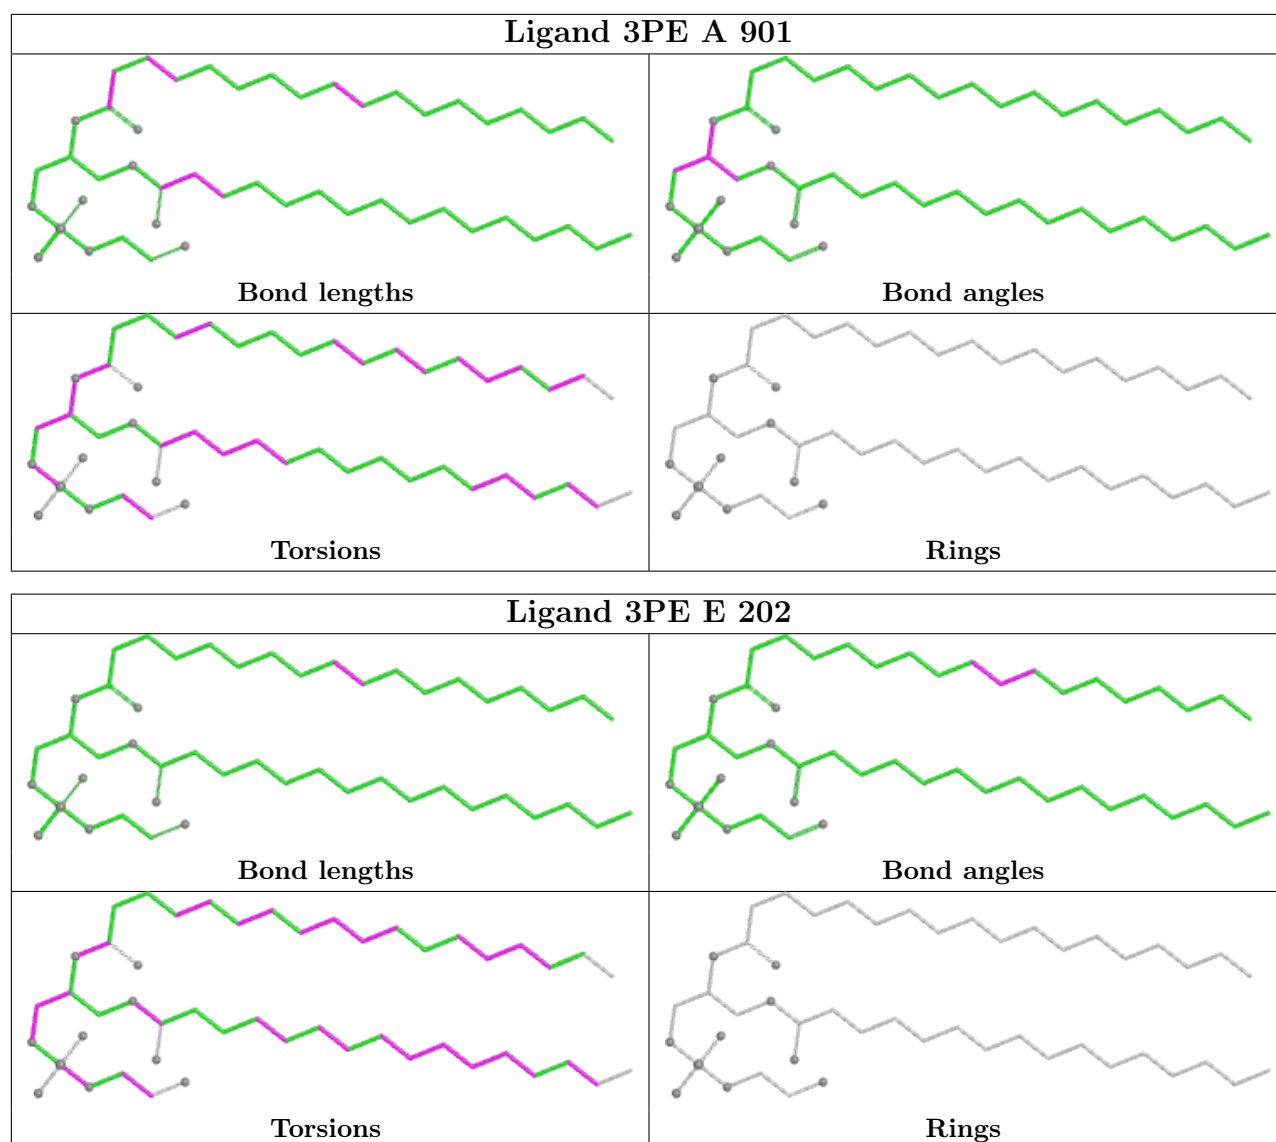 Ligand 3PE A 901
Bond lengths
Bond angles
Torsions
Rings
Ligand 3PE E 202
Bond lengths
Bond angles
Torsions
Rings